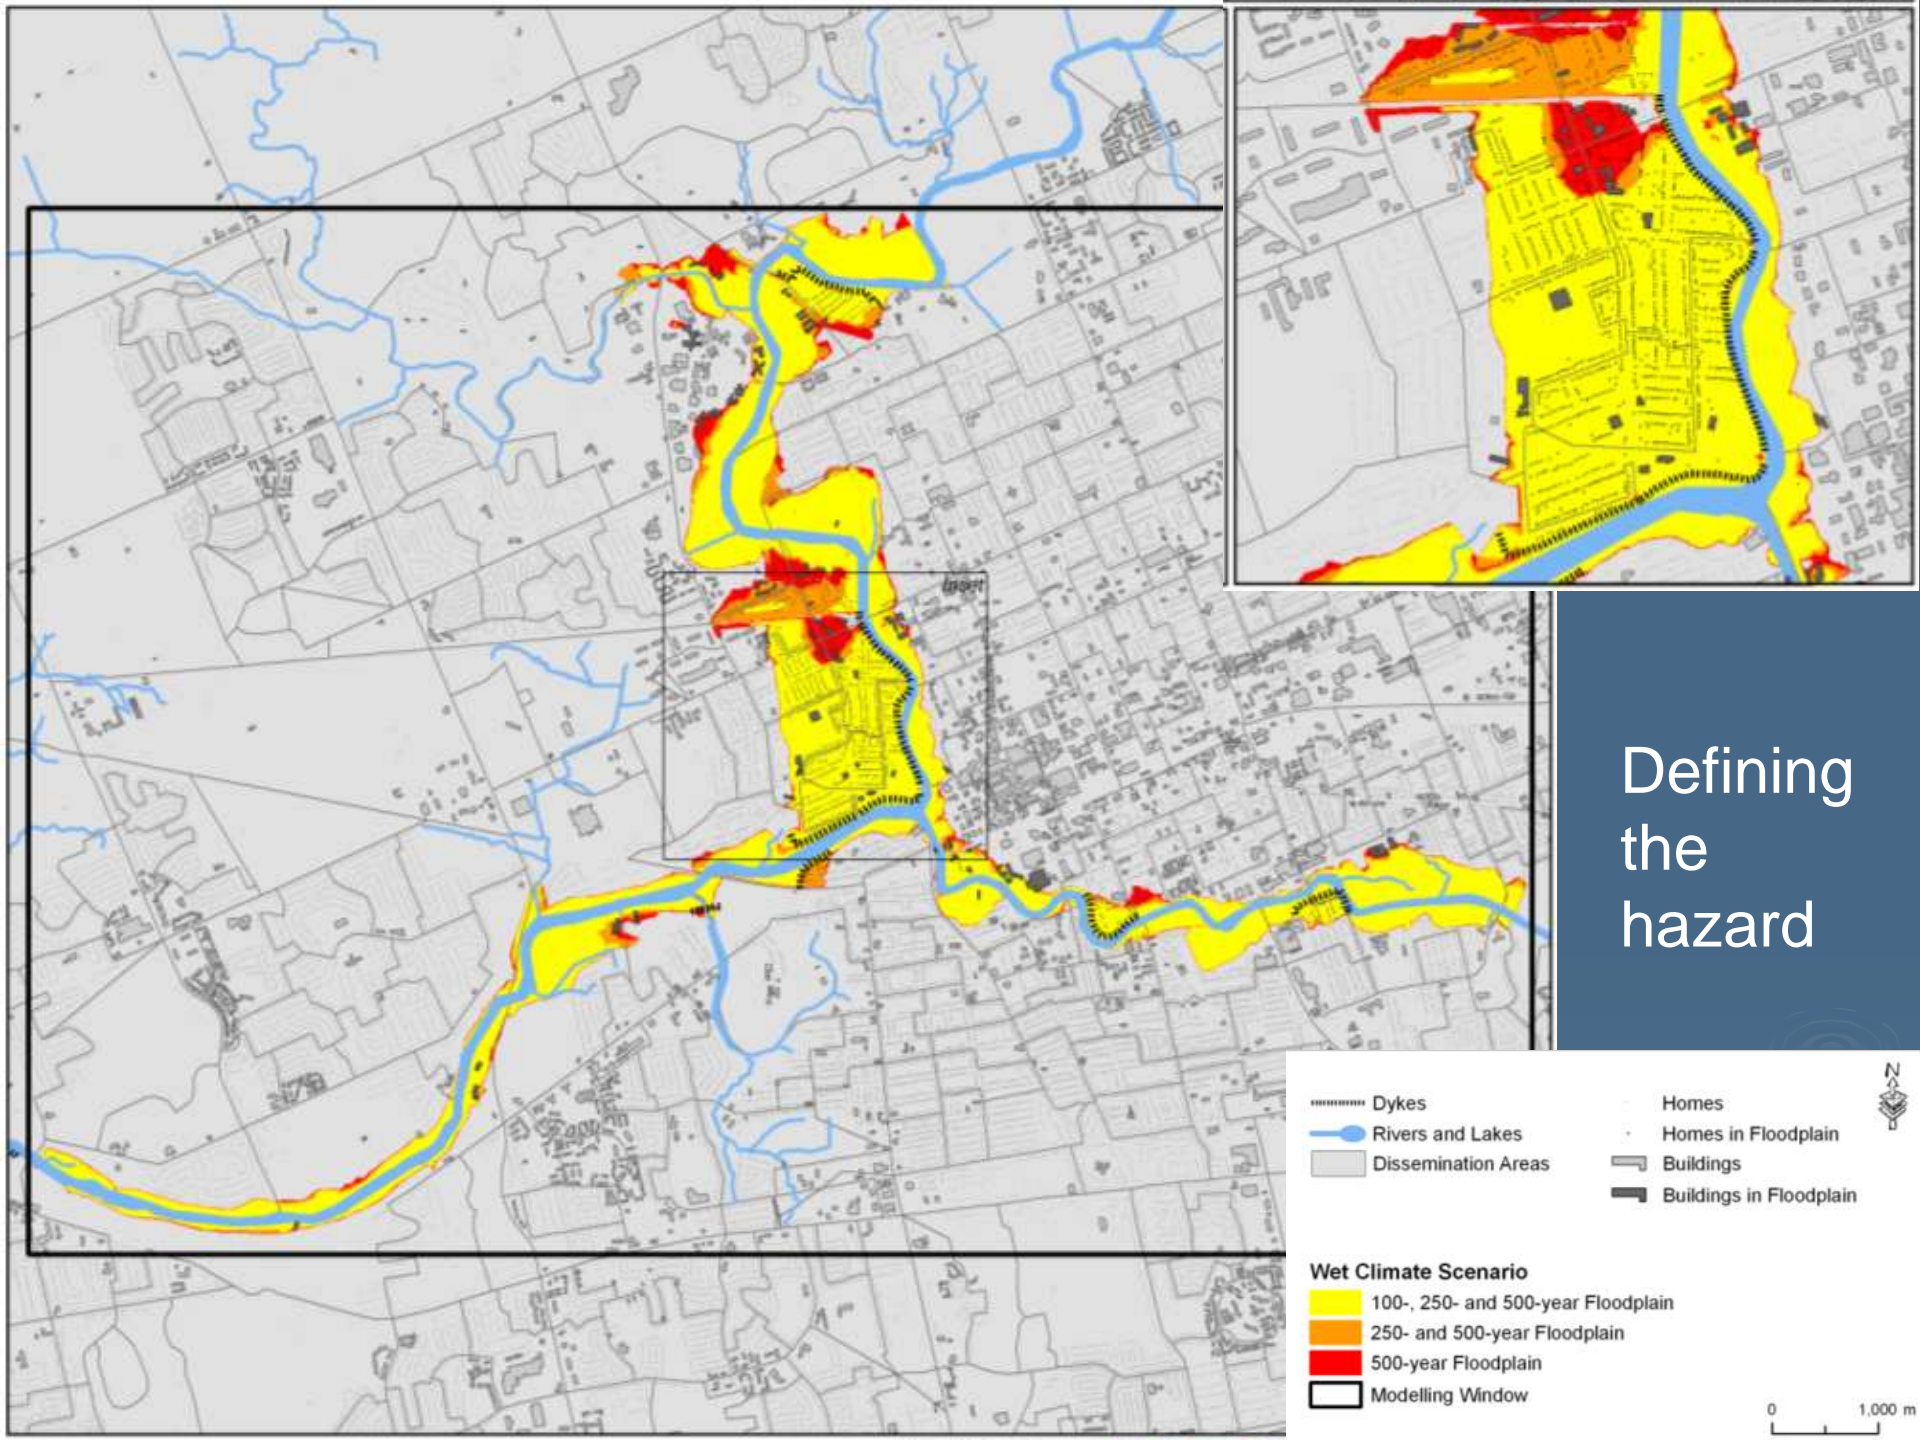 Inset
Defining
the
hazard
N
Dykes
Rivers and Lakes
Dissemination Areas
Homes
Homes in Floodplain
Buildings
Buildings in Floodplain
Wet Climate Scenario
100-, 250- and 500-year Floodplain
250- and 500-year Floodplain
500-year Floodplain
Modelling Window
0 1,000 m